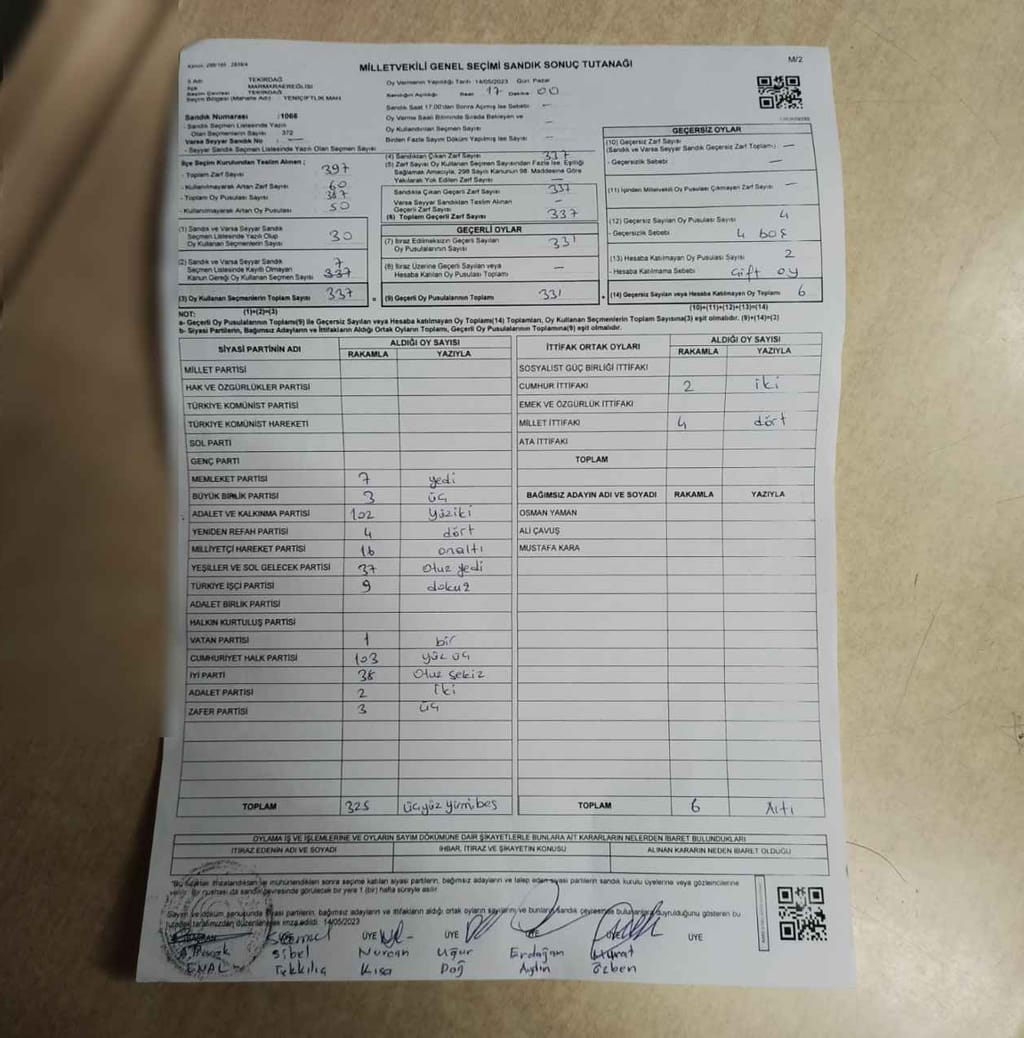 MİLLETVEKİLİ GENEL SEÇİMİ SANDIK SONUÇ TUTANAĞI
M/2
İl Adı TEKİRDAĞ
İlçe MARMARAEREĞLİSİ
Seçim Çevresi TEKİRDAĞ
Seçim Bölgesi (Mahalle Adı) YENİÇİFTLİK MAH
Oy Vermenin Yapıldığı Tarih 14/05/2023 Gün Pazar
Sandığın Açıldığı Saat 17 Dakika 00
Sandık Saat 17.00'dan Sonra Açılmış İse Sebebi —
Oy Verme Saati Bitiminde Sırada Bekleyen ve
Oy Kullandırılan Seçmen Sayısı —
Birden Fazla Sayım Döküm Yapılmış İse Sayısı —
Sandık Numarası : 1068
- Sandık Seçmen Listesinde Yazılı
Olan Seçmenlerin Sayısı 372
Varsa Seyyar Sandık No —
- Seyyar Sandık Seçmen Listesinde Yazılı Olan Seçmen Sayısı
İlçe Seçim Kurulundan Teslim Alınan ;
- Toplam Zarf Sayısı 397
- Kullanılmayarak Artan Zarf Sayısı 60
- Toplam Oy Pusulası Sayısı 387
- Kullanılmayarak Artan Oy Pusulası 50
(1) Sandık ve Varsa Seyyar Sandık
Seçmen Listesinde Yazılı Olup
Oy Kullanan Seçmenlerin Sayısı 30
(2) Sandık ve Varsa Seyyar Sandık
Seçmen Listesinde Kayıtlı Olmayan
Kanun Gereği Oy Kullanan Seçmen Sayısı 7 337
(3) Oy Kullanan Seçmenlerin Toplam Sayısı 337
(1)+(2)=(3)
(4) Sandıktan Çıkan Zarf Sayısı 337
(5) Zarf Sayısı Oy Kullanan Seçmen Sayısından Fazla İse, Eşitliği
Sağlamak Amacıyla, 298 Sayılı Kanunun 98. Maddesine Göre
Yakılarak Yok Edilen Zarf Sayısı —
Sandıkta Çıkan Geçerli Zarf Sayısı 337
Varsa Seyyar Sandıktan Teslim Alınan
Geçerli Zarf Sayısı —
(6) Toplam Geçerli Zarf Sayısı 337
GEÇERLİ OYLAR
(7) İtiraz Edilmeksizin Geçerli Sayılan
Oy Pusulalarının Sayısı 331
(8) İtiraz Üzerine Geçerli Sayılan veya
Hesaba Katılan Oy Pusulası Toplamı —
= (9) Geçerli Oy Pusulalarının Toplamı 331
GEÇERSİZ OYLAR
(10) Geçersiz Zarf Sayısı
(Sandık ve Varsa Seyyar Sandık Geçersiz Zarf Toplamı) —
- Geçersizlik Sebebi —
(11) İçinden Milletvekili Oy Pusulası Çıkmayan Zarf Sayısı —
(12) Geçersiz Sayılan Oy Pusulası Sayısı 4
- Geçersizlik Sebebi 4 boş
(13) Hesaba Katılmayan Oy Pusulası Sayısı 2
- Hesaba Katılmama Sebebi çift oy
+ (14) Geçersiz Sayılan veya Hesaba Katılmayan Oy Toplamı 6
(10)+(11)+(12)+(13)=(14)
NOT:
a- Geçerli Oy Pusulaları Toplamı(9) ile Geçersiz Sayılan veya Hesaba Katılmayan Oy Toplamı(14) Toplamları, Oy Kullanan Seçmenlerin Toplam Sayısına(3) eşit olmalıdır. (9)+(14)=(3)
b- Siyasi Partilerin, Bağımsız Adayların ve İttifakların Aldığı Ortak Oyların Toplamı, Geçerli Oy Pusulalarının Toplamına(9) eşit olmalıdır.
SİYASİ PARTİNİN ADI ALDIĞI OY SAYISI
RAKAMLA YAZIYLA
MİLLET PARTİSİ
HAK VE ÖZGÜRLÜKLER PARTİSİ
TÜRKİYE KOMÜNİST PARTİSİ
TÜRKİYE KOMÜNİST HAREKETİ
SOL PARTİ
GENÇ PARTİ
MEMLEKET PARTİSİ 7 yedi
BÜYÜK BİRLİK PARTİSİ 3 üç
ADALET VE KALKINMA PARTİSİ 102 yüziki
YENİDEN REFAH PARTİSİ 4 dört
MİLLİYETÇİ HAREKET PARTİSİ 16 onaltı
YEŞİLLER VE SOL GELECEK PARTİSİ 37 otuz yedi
TÜRKİYE İŞÇİ PARTİSİ 9 dokuz
ADALET BİRLİK PARTİSİ
HALKIN KURTULUŞ PARTİSİ
VATAN PARTİSİ 1 bir
CUMHURİYET HALK PARTİSİ 103 yüz üç
İYİ PARTİ 38 otuz sekiz
ADALET PARTİSİ 2 iki
ZAFER PARTİSİ 3 üç
TOPLAM 325 üçyüz yirmi beş
İTTİFAK ORTAK OYLARI ALDIĞI OY SAYISI
RAKAMLA YAZIYLA
SOSYALİST GÜÇ BİRLİĞİ İTTİFAKI
CUMHUR İTTİFAKI 2 iki
EMEK VE ÖZGÜRLÜK İTTİFAKI
MİLLET İTTİFAKI 4 dört
ATA İTTİFAKI
TOPLAM
BAĞIMSIZ ADAYIN ADI VE SOYADI RAKAMLA YAZIYLA
OSMAN YAMAN
ALİ ÇAVUŞ
MUSTAFA KARA
TOPLAM 6 Altı
OYLAMA İŞ VE İŞLEMLERİNE VE OYLARIN SAYIM DÖKÜMÜNE DAİR ŞİKAYETLERLE BUNLARA AİT KARARLARIN NELERDEN İBARET BULUNDUKLARI
İTİRAZ EDENİN ADI VE SOYADI İHBAR, İTİRAZ VE ŞİKAYETİN KONUSU ALINAN KARARIN NEDEN İBARET OLDUĞU
imzalandıktan ve mühürlendikten sonra seçime katılan siyasi partilerin, bağımsız adayların ve talep eden siyasi partilerin sandık kurulu üyelerine veya gözlemcilerine
çevresinde görülecek bir yere 1 (bir) hafta süreyle asılır.
Sayım ve döküm sonucunda siyasi partilerin, bağımsız adayların ve ittifakların aldığı ortak oyların sayılarını ve bunların sandık çevresinde bulunanlara duyrulduğunu gösteren bu
tutanak tarafımızdan düzenlenerek imza edildi. 14/05/2023
ÜYE ÜYE ÜYE ÜYE
Sibel Nurcan Uğur Erdoğan Murat
ÜNAL Tekkılıç Kısa Dağ Aylin Özben